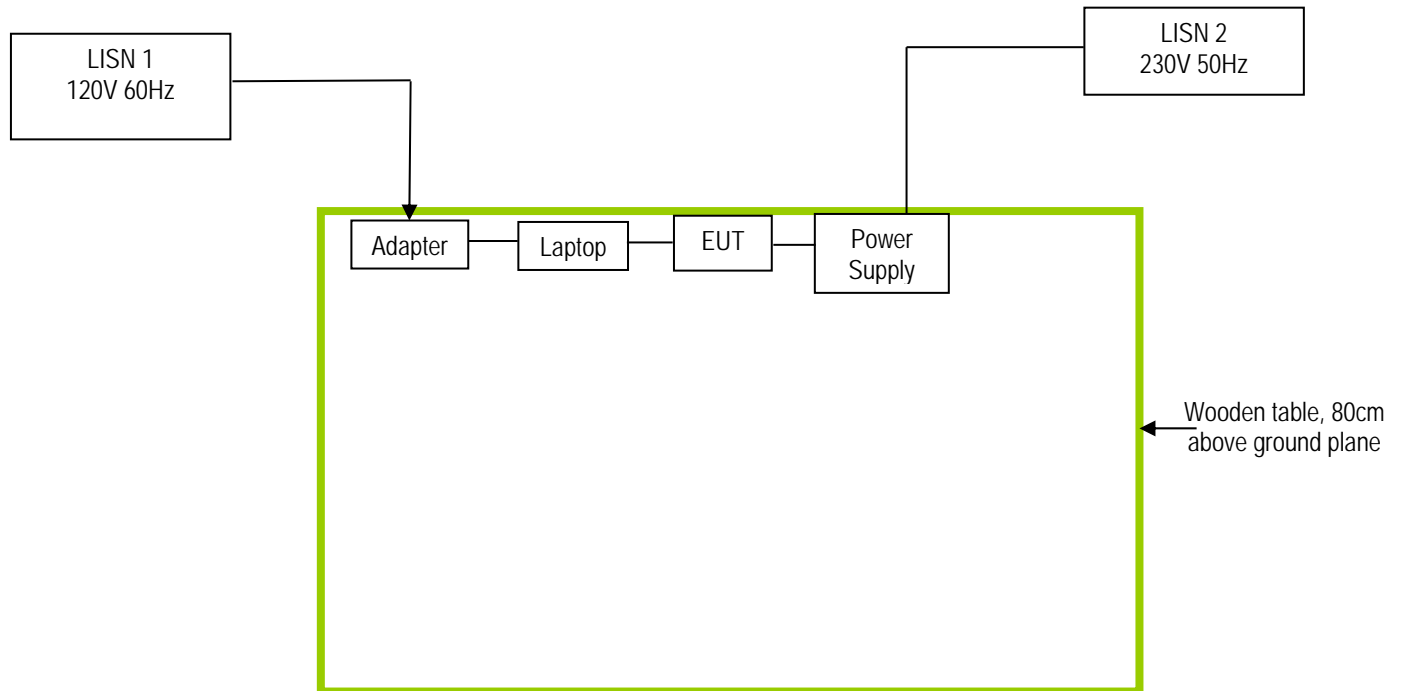 LISN 1
120V 60Hz
LISN 2
230V 50Hz
Adapter
Laptop
EUT
Power
Supply
Wooden table, 80cm
above ground plane